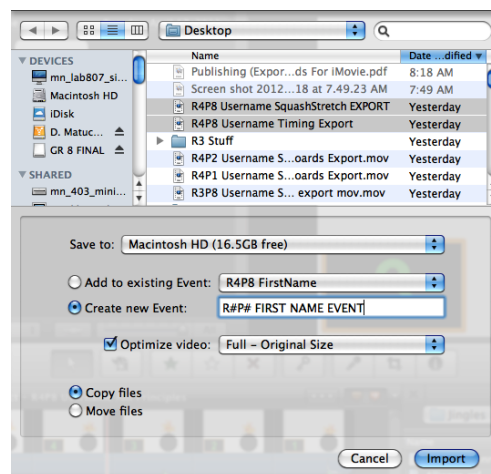 Desktop
Name Date ...dified
DEVICES
mn_lab807_si...
Macintosh HD
iDisk
D. Matuc...
GR 8 FINAL
SHARED
mn_403_mini...
Publishing (Expor...ds For iMovie.pdf 8:18 AM
Screen shot 2012...18 at 7.49.23 AM 7:49 AM
R4P8 Username SquashStretch EXPORT Yesterday
R4P8 Username Timing Export Yesterday
R3 Stuff Yesterday
R4P2 Username S...oards Export.mov Yesterday
R4P1 Username S...oards Export.mov Yesterday
R3P8 Username S... export mov.mov Yesterday
Save to: Macintosh HD (16.5GB free)
Add to existing Event: R4P8 FirstName
Create new Event: R#P# FIRST NAME EVENT
Optimize video: Full – Original Size
Copy files
Move files
Jingles
Cancel Import